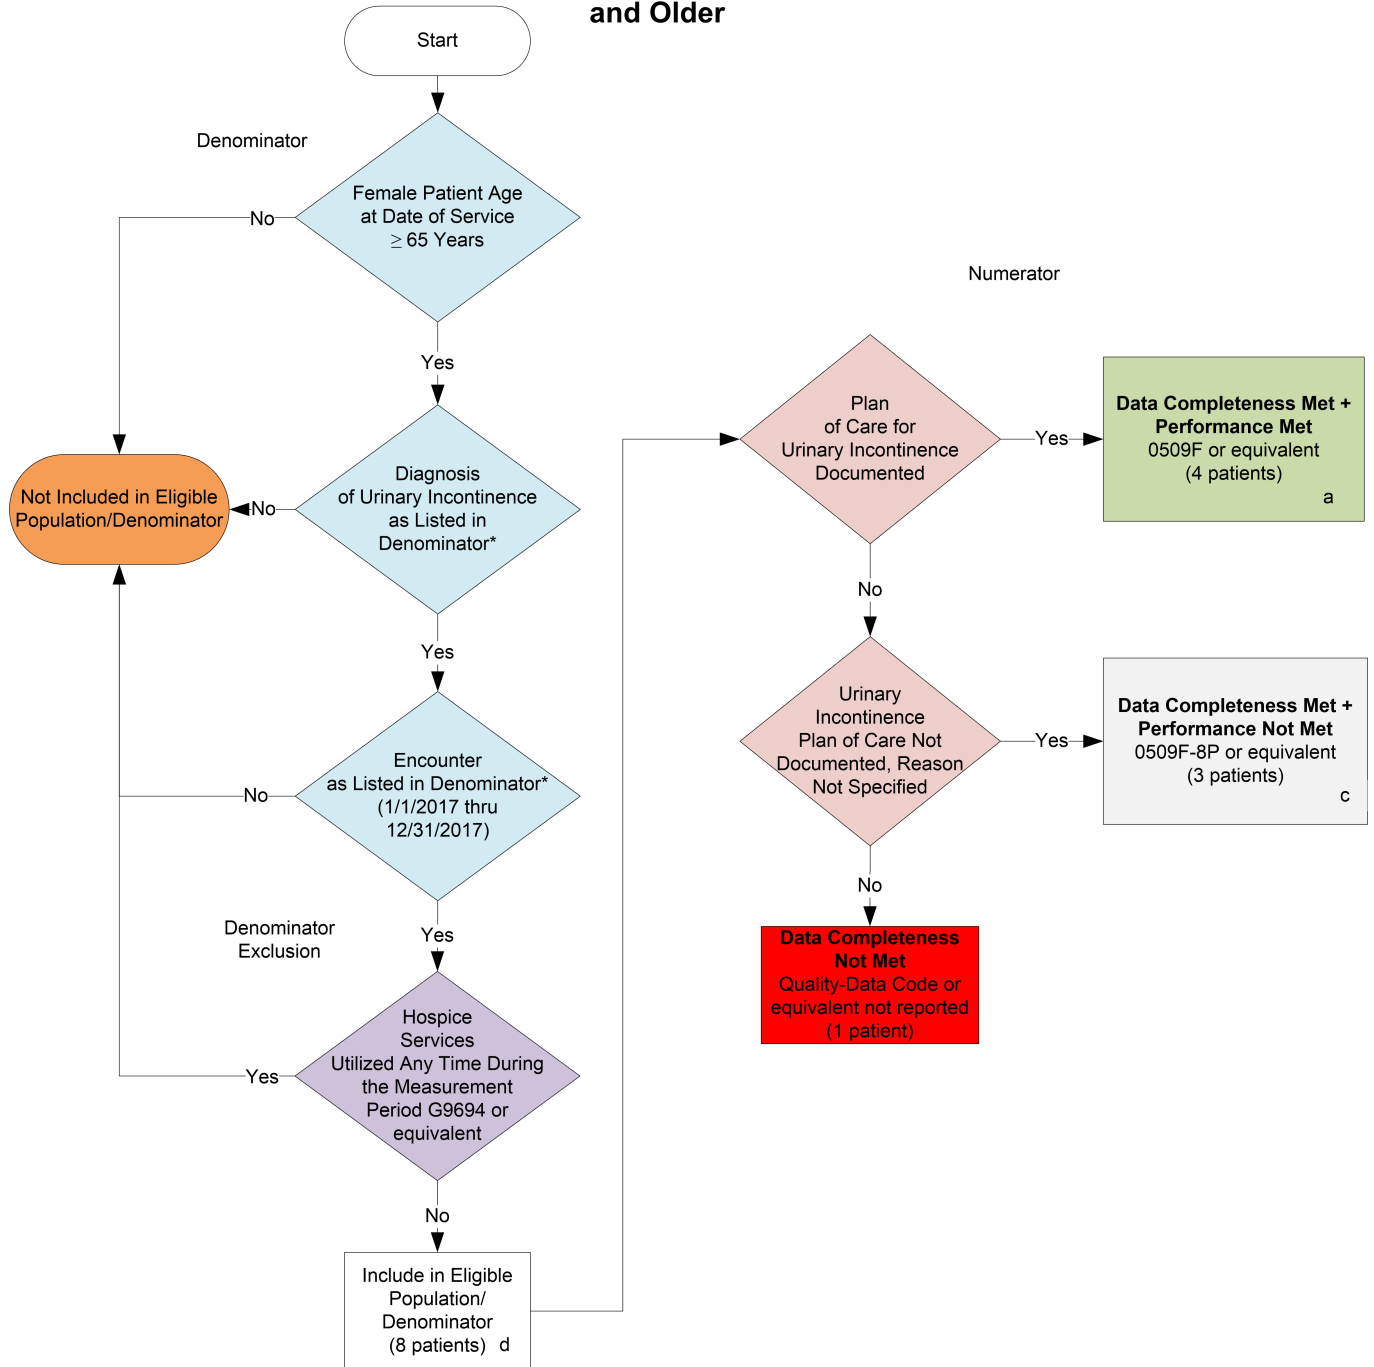 and Older
Start
Denominator
Female Patient Age
at Date of Service
≥ 65 Years
No
Yes
Diagnosis
of Urinary Incontinence
as Listed in
Denominator*
No
Not Included in Eligible
Population/Denominator
Yes
Encounter
as Listed in Denominator*
(1/1/2017 thru
12/31/2017)
No
Yes
Denominator
Exclusion
Hospice
Services
Utilized Any Time During
the Measurement
Period G9694 or
equivalent
Yes
No
Include in Eligible
Population/
Denominator
(8 patients) d
Numerator
Plan
of Care for
Urinary Incontinence
Documented
Yes
Data Completeness Met +
Performance Met
0509F or equivalent
(4 patients)
a
No
Urinary
Incontinence
Plan of Care Not
Documented, Reason
Not Specified
Yes
Data Completeness Met +
Performance Not Met
0509F-8P or equivalent
(3 patients)
c
No
Data Completeness
Not Met
Quality-Data Code or
equivalent not reported
(1 patient)